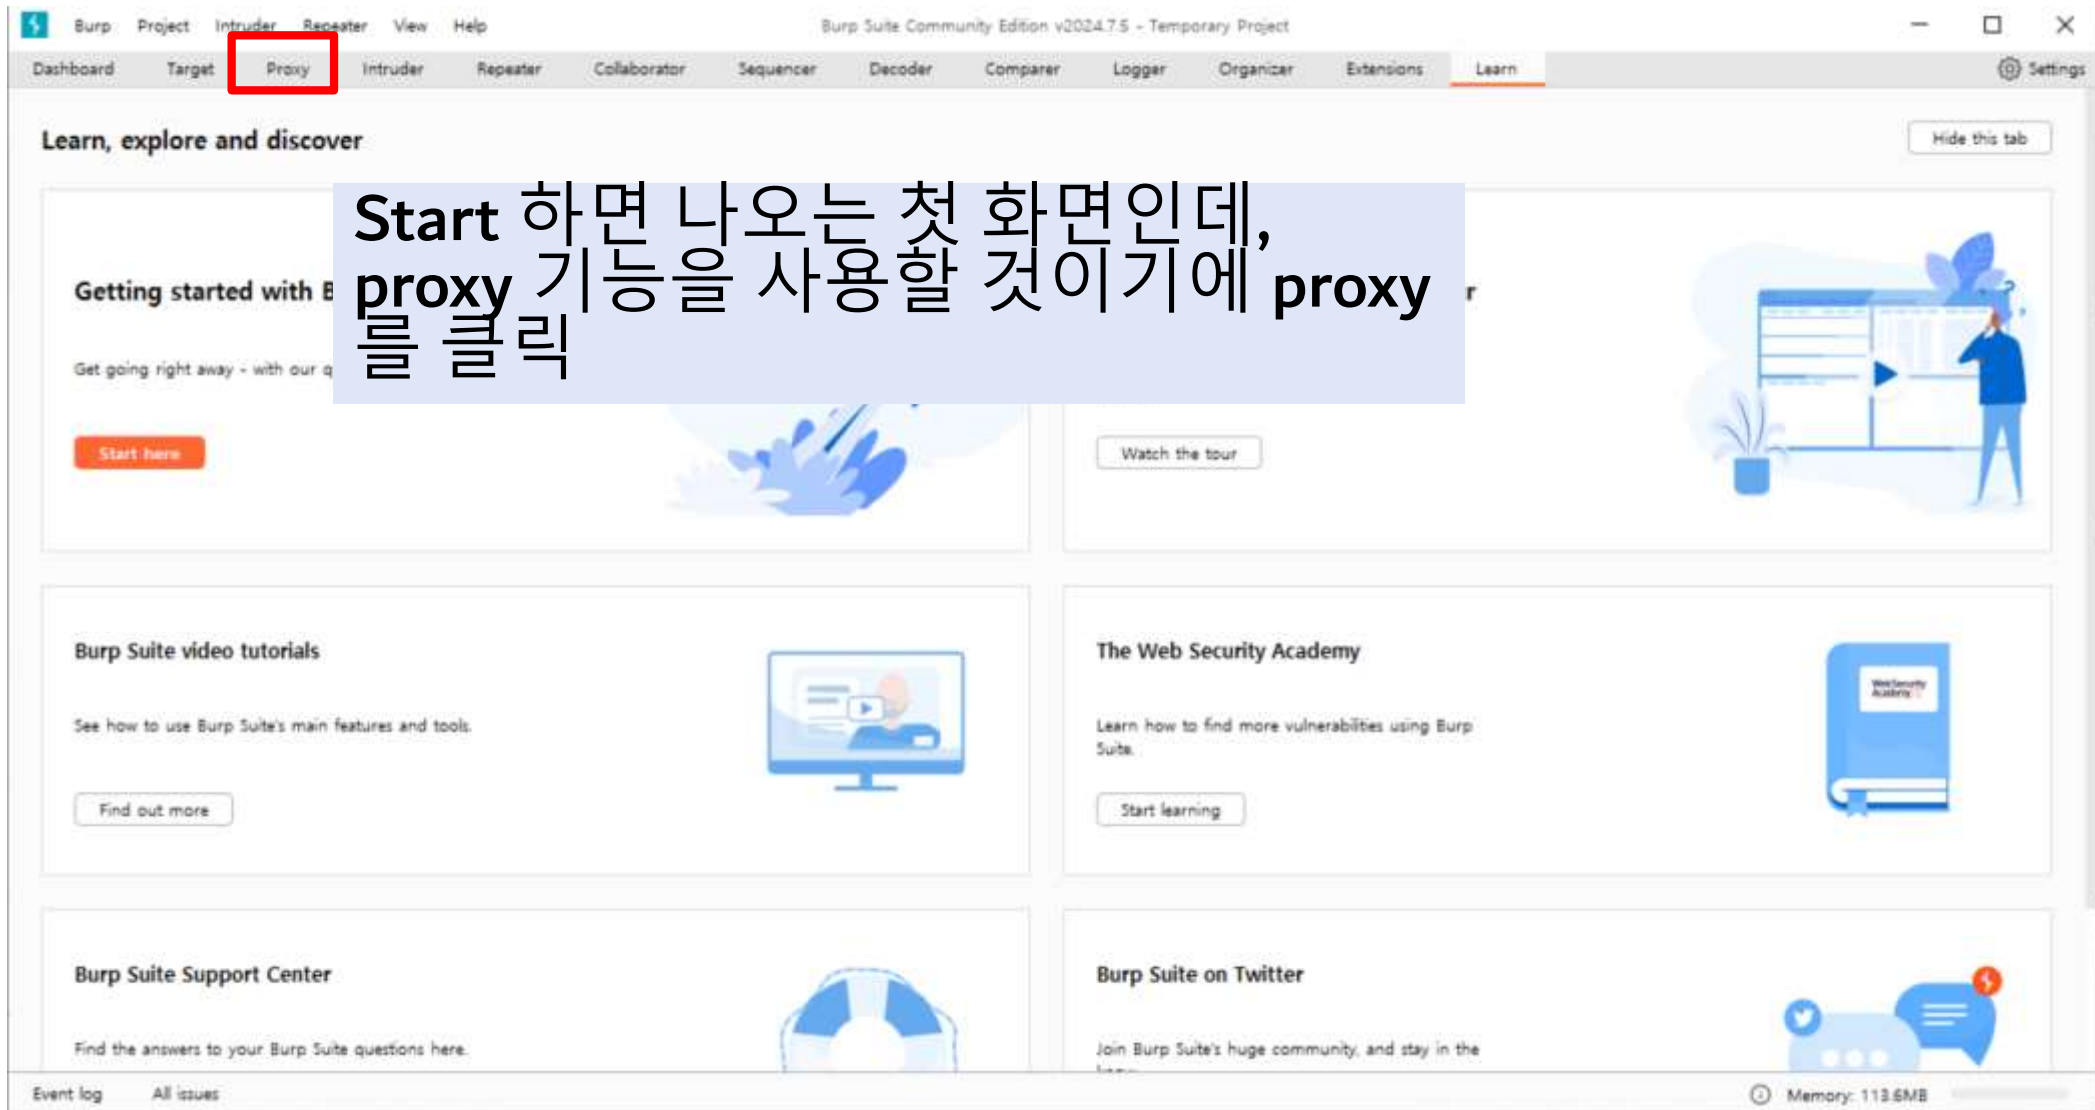 Burp Project Intruder Repeater View Help Burp Suite Community Edition v2024.7.5 - Temporary Project
Dashboard Target Proxy Intruder Repeater Collaborator Sequencer Decoder Comparer Logger Organizer Extensions Learn Settings
Learn, explore and discover
Hide this tab
Start 하면 나오는 첫 화면인데,
proxy 기능을 사용할 것이기에 proxy
를 클릭
Getting started with
Get going right away - with our
Start here
Watch the tour
Burp Suite video tutorials
See how to use Burp Suite's main features and tools.
Find out more
The Web Security Academy
Learn how to find more vulnerabilities using Burp
Suite.
Start learning
WebSecurity
Academy
Burp Suite Support Center
Find the answers to your Burp Suite questions here.
Burp Suite on Twitter
Join Burp Suite's huge community, and stay in the
Event log All issues Memory: 113.6MB